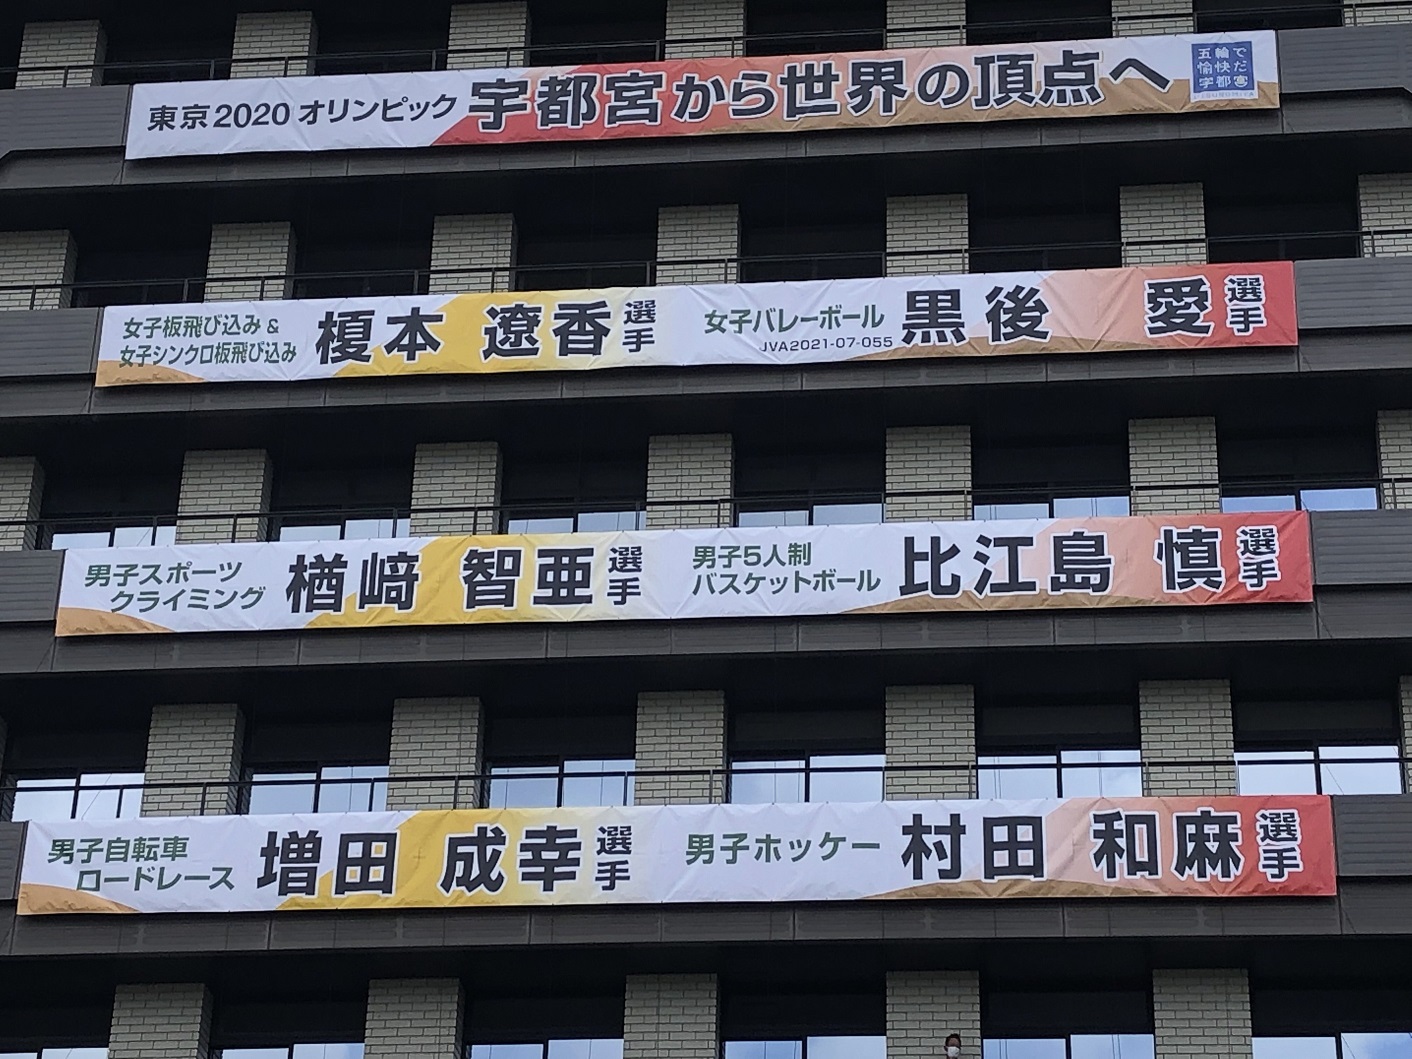 東京2020オリンピック 宇都宮から世界の頂点へ
五輪で
愉快だ
宇都宮
女子板飛び込み &
女子シンクロ板飛び込み
榎本 遼香 選手
女子バレーボール
JVA2021-07-055
黒後 愛 選手
男子スポーツ
クライミング
楢﨑 智亜 選手
男子5人制
バスケットボール
比江島 慎 選手
男子自転車
ロードレース
増田 成幸 選手
男子ホッケー
村田 和麻 選手